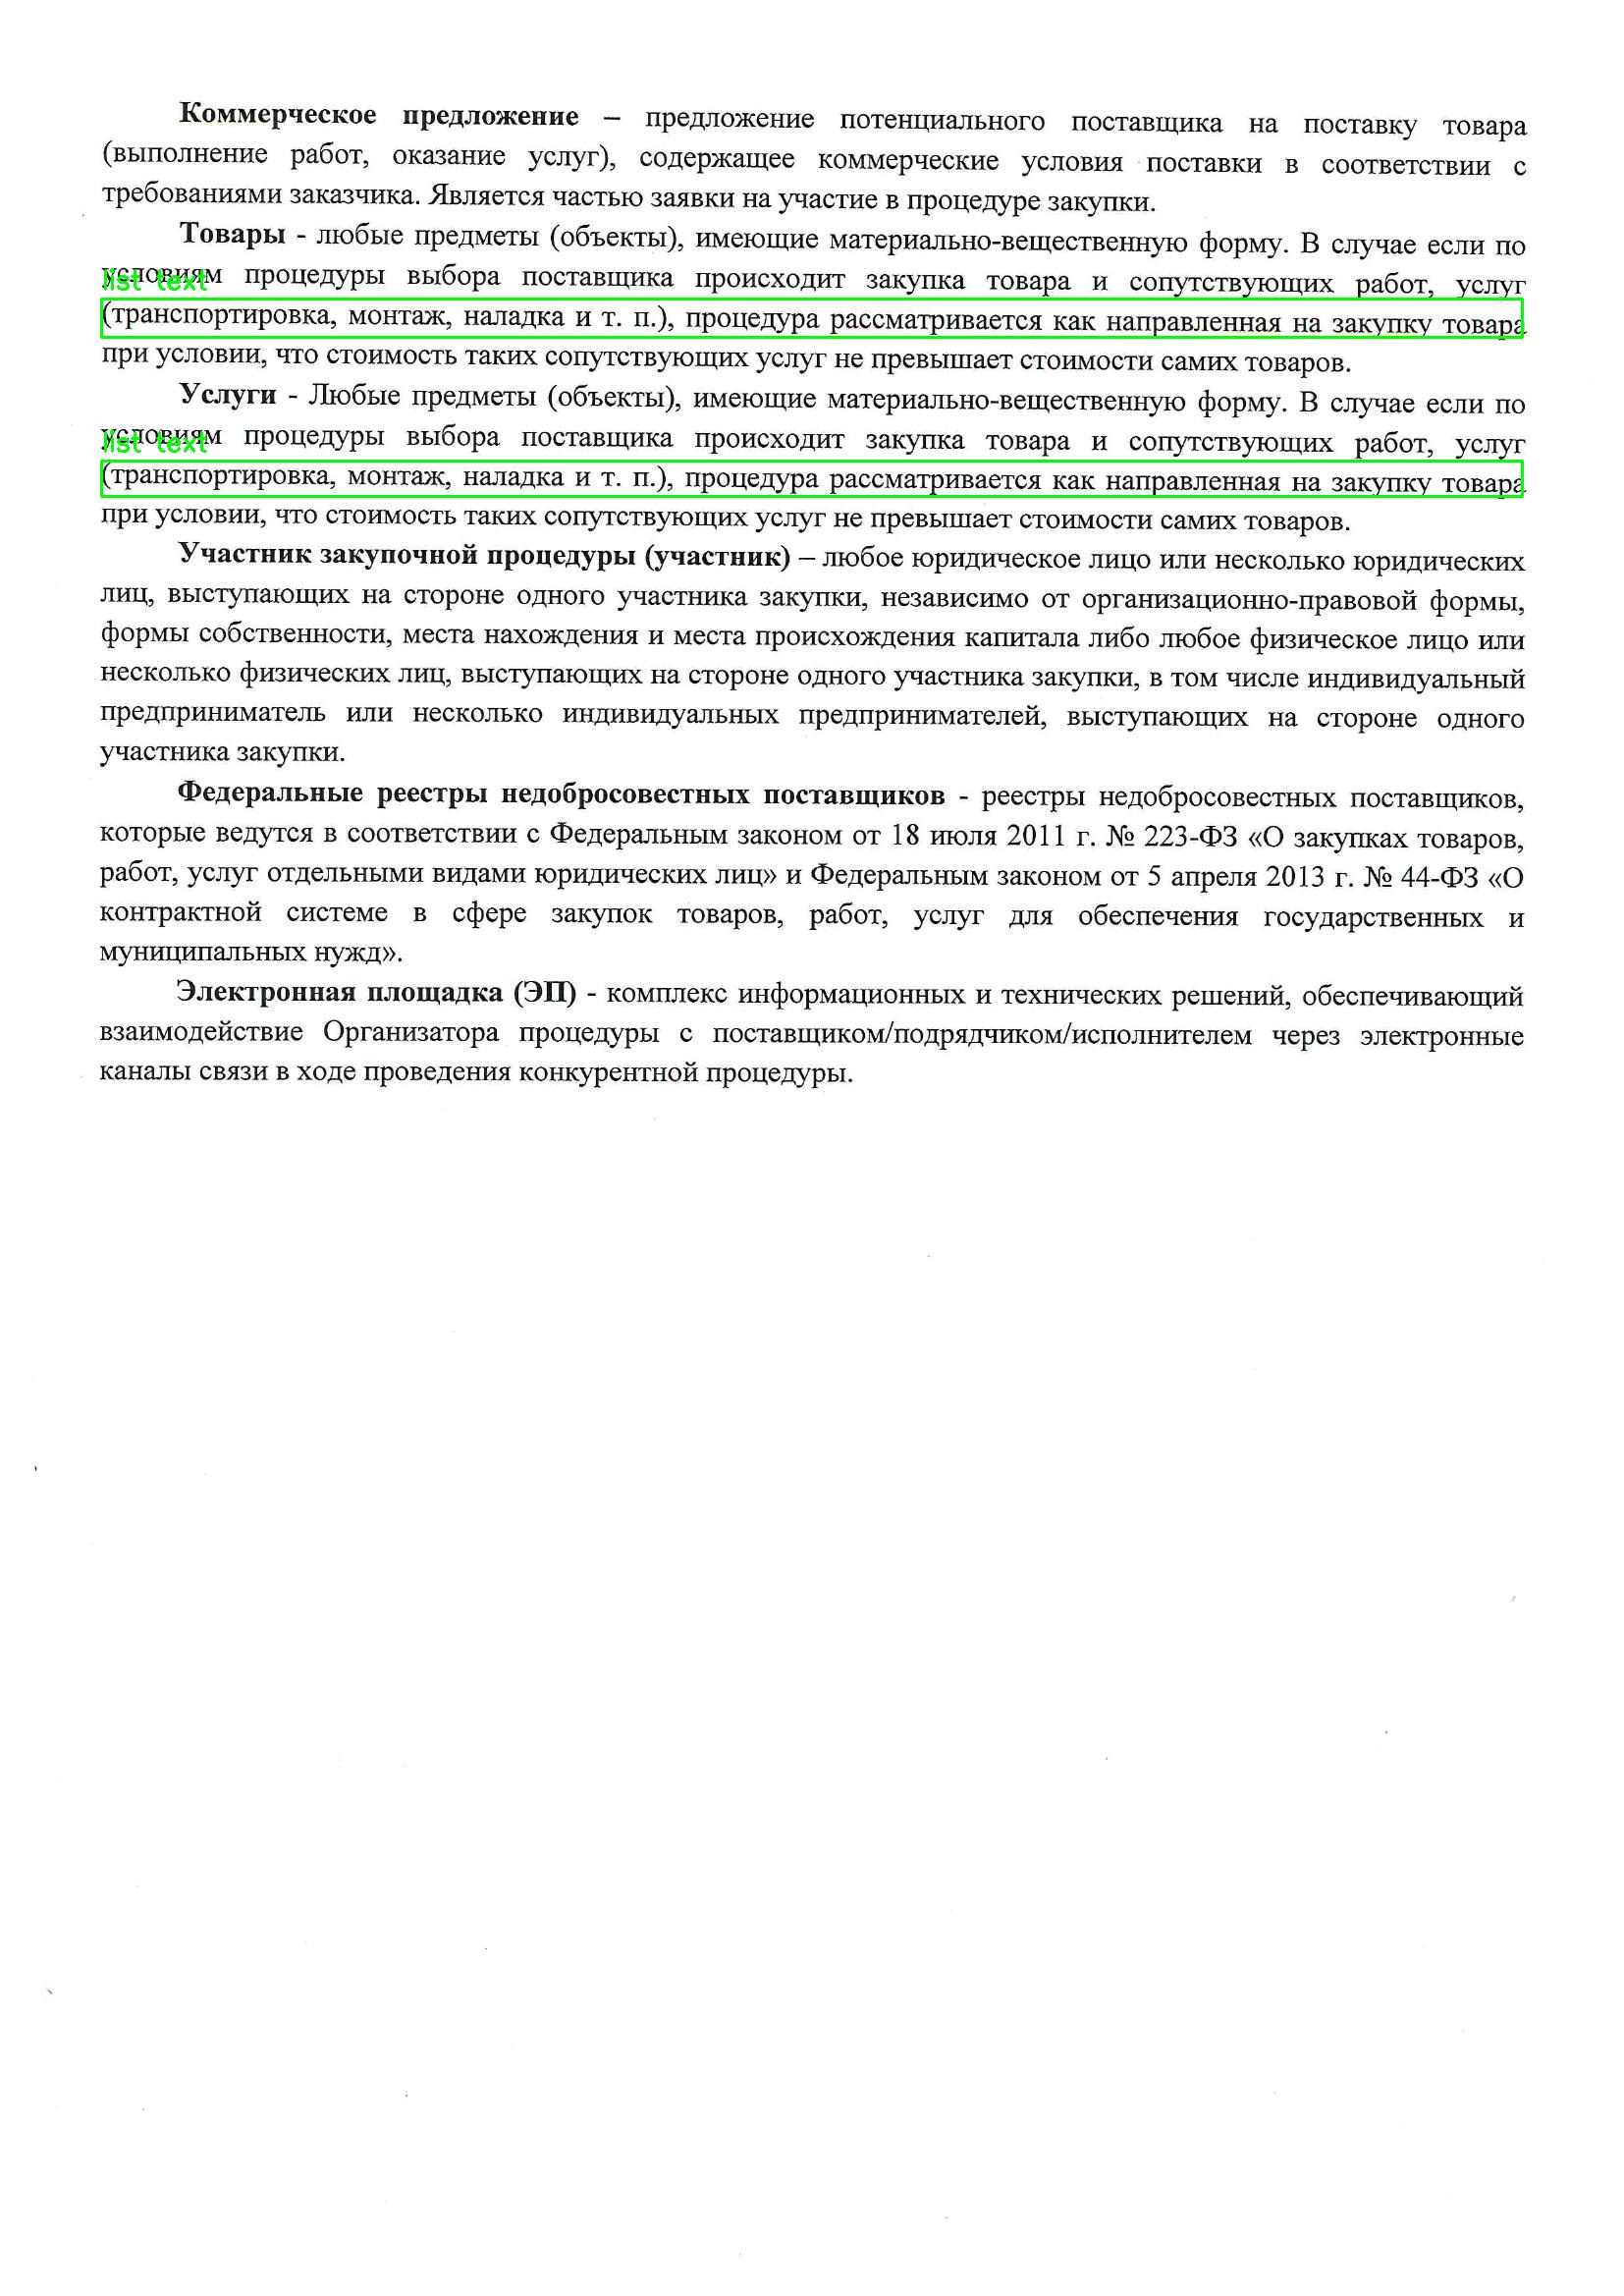 Коммерческое предложение – предложение потенциального поставщика на поставку товара
(выполнение работ, оказание услуг), содержащее коммерческие условия поставки в соответствии с
требованиями заказчика. Является частью заявки на участие в процедуре закупки.
Товары - любые предметы (объекты), имеющие материально-вещественную форму. В случае если по
list text
условиям процедуры выбора поставщика происходит закупка товара и сопутствующих работ, услуг
(транспортировка, монтаж, наладка и т. п.), процедура рассматривается как направленная на закупку товара
при условии, что стоимость таких сопутствующих услуг не превышает стоимости самих товаров.
Услуги - Любые предметы (объекты), имеющие материально-вещественную форму. В случае если по
list text
условиям процедуры выбора поставщика происходит закупка товара и сопутствующих работ, услуг
(транспортировка, монтаж, наладка и т. п.), процедура рассматривается как направленная на закупку товара
при условии, что стоимость таких сопутствующих услуг не превышает стоимости самих товаров.
Участник закупочной процедуры (участник) – любое юридическое лицо или несколько юридических
лиц, выступающих на стороне одного участника закупки, независимо от организационно-правовой формы,
формы собственности, места нахождения и места происхождения капитала либо любое физическое лицо или
несколько физических лиц, выступающих на стороне одного участника закупки, в том числе индивидуальный
предприниматель или несколько индивидуальных предпринимателей, выступающих на стороне одного
участника закупки.
Федеральные реестры недобросовестных поставщиков - реестры недобросовестных поставщиков,
которые ведутся в соответствии с Федеральным законом от 18 июля 2011 г. № 223-ФЗ «О закупках товаров,
работ, услуг отдельными видами юридических лиц» и Федеральным законом от 5 апреля 2013 г. № 44-ФЗ «О
контрактной системе в сфере закупок товаров, работ, услуг для обеспечения государственных и
муниципальных нужд».
Электронная площадка (ЭП) - комплекс информационных и технических решений, обеспечивающий
взаимодействие Организатора процедуры с поставщиком/подрядчиком/исполнителем через электронные
каналы связи в ходе проведения конкурентной процедуры.